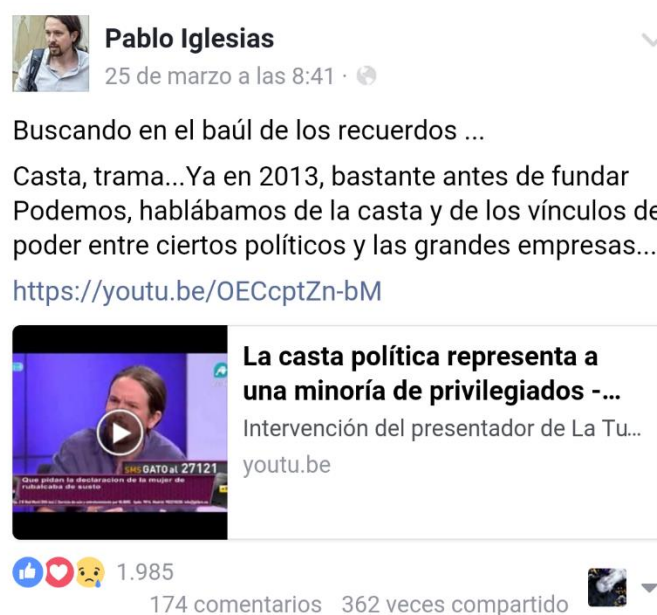 Pablo Iglesias
25 de marzo a las 8:41 ·
Buscando en el baúl de los recuerdos ...
Casta, trama...Ya en 2013, bastante antes de fundar
Podemos, hablábamos de la casta y de los vínculos de
poder entre ciertos políticos y las grandes empresas...
https://youtu.be/OECcptZn-bM
La casta política representa a
una minoría de privilegiados -...
Intervención del presentador de La Tu...
youtu.be
SMS GATO al 27121
Que pidan la declaracion de la mujer de
rubalcaba de susto
1.985
174 comentarios 362 veces compartido